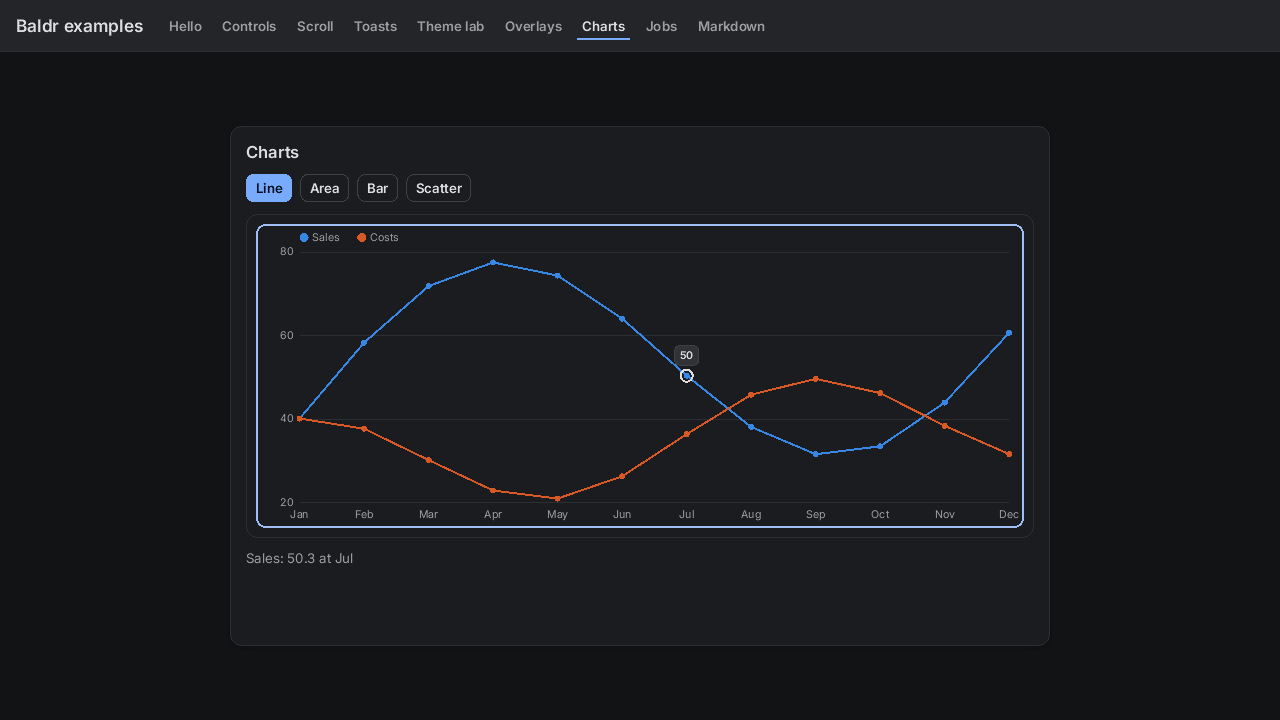 Baldr examples Hello Controls Scroll Toasts Theme lab Overlays Charts Jobs Markdown
Charts
Line Area Bar Scatter
Sales Costs
80
60
50
40
20
Jan Feb Mar Apr May Jun Jul Aug Sep Oct Nov Dec
Sales: 50.3 at Jul